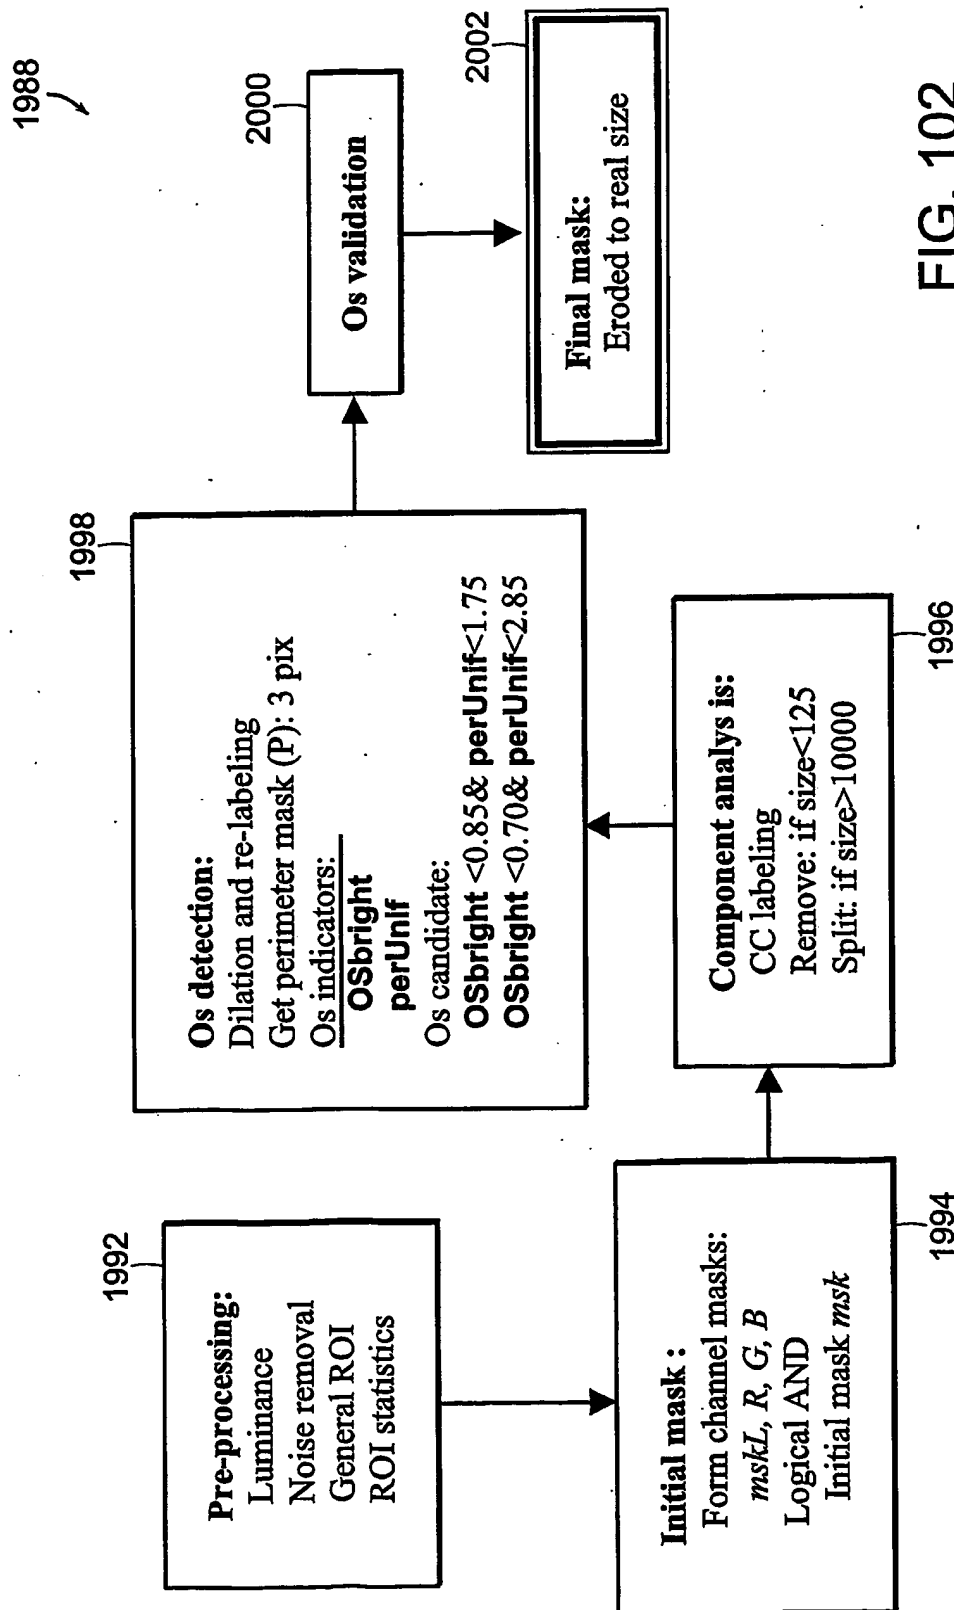 1988
1992
Pre-processing:
Luminance
Noise removal
General ROI
ROI statistics
1994
Initial mask :
Form channel masks:
mskL, R, G, B
Logical AND
Initial mask msk
1996
Component analys is:
CC labeling
Remove: if size<125
Split: if size>10000
1998
Os detection:
Dilation and re-labeling
Get perimeter mask (P): 3 pix
Os indicators:
OSbright
perUnif
Os candidate:
OSbright <0.85& perUnif<1.75
OSbright <0.70& perUnif<2.85
2000
Os validation
2002
Final mask:
Eroded to real size
FIG. 102